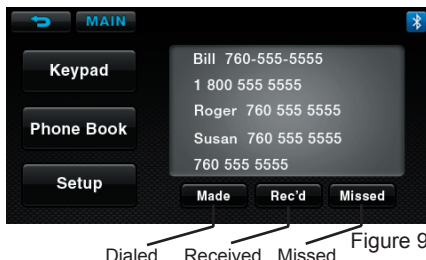 MAIN
Keypad
Phone Book
Setup
Bill 760-555-5555
1 800 555 5555
Roger 760 555 5555
Susan 760 555 5555
760 555 5555
Made Rec'd Missed
Dialed Received Missed
Figure 9